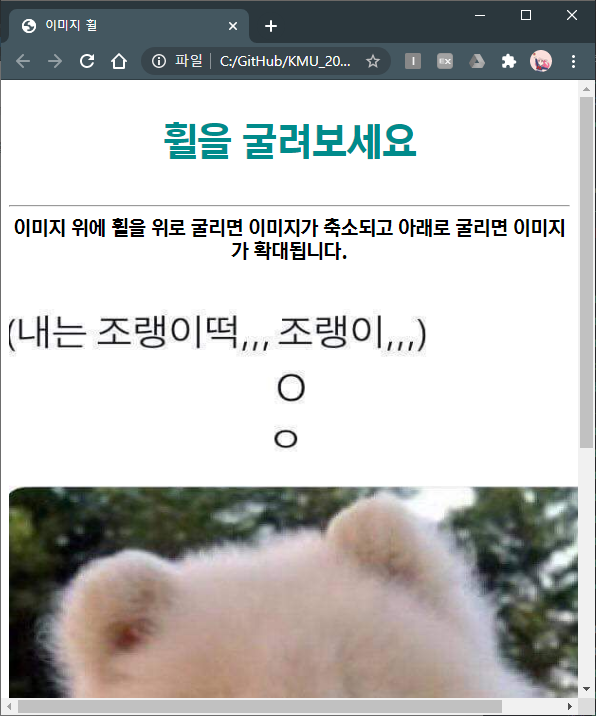 이미지 휠
파일
C:/GitHub/KMU_20...
휠을 굴려보세요
이미지 위에 휠을 위로 굴리면 이미지가 축소되고 아래로 굴리면 이미지
가 확대됩니다.
(내는 조랭이떡,,, 조랭이,,,)